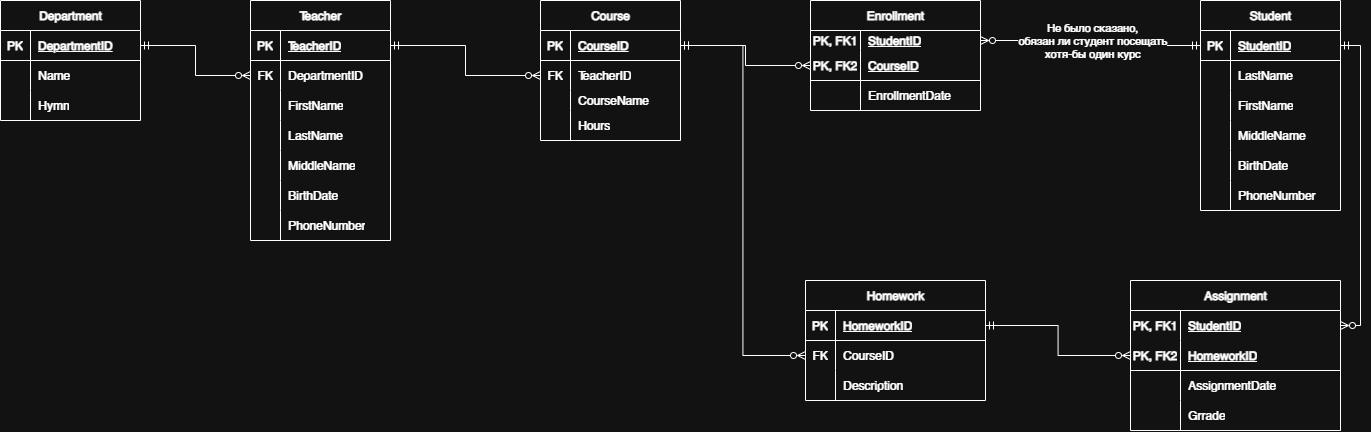 Department
PK DepartmentID
Name
Hymn
Teacher
PK TeacherID
FK DepartmentID
FirstName
LastName
MiddleName
BirthDate
PhoneNumber
Course
PK CourseID
FK TeacherID
CourseName
Hours
Enrollment
PK, FK1 StudentID
PK, FK2 CourseID
EnrollmentDate
Не было сказано,
обязан ли студент посещать
хотя-бы один курс
Student
PK StudentID
LastName
FirstName
MiddleName
BirthDate
PhoneNumber
Homework
PK HomeworkID
FK CourseID
Description
Assignment
PK, FK1 StudentID
PK, FK2 HomeworkID
AssignmentDate
Grrade